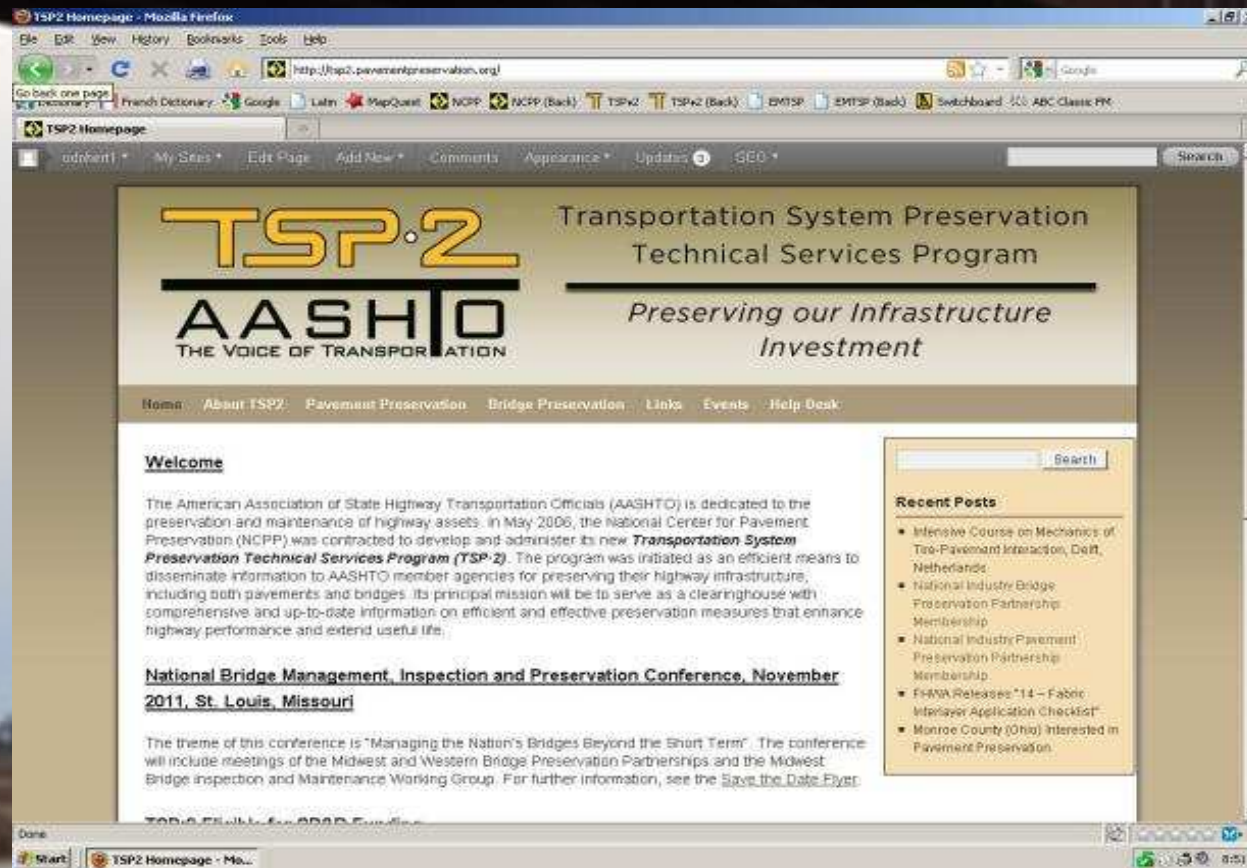 TSP2 Homepage - Mozilla Firefox
File Edit View History Bookmarks Tools Help
http://tsp2.pavementpreservation.org/
Google
Go back one page
Dictionary French Dictionary Google Latin MapQuest NCPP NCPP (Back) TSP•2 TSP•2 (Back) EMTSP EMTSP (Back) Switchboard ABC Classic FM
TSP2 Homepage
My Sites Edit Page Add New Comments Appearance Updates 3 SEO
Search
TSP·2
AASHTO
THE VOICE OF TRANSPORTATION
Transportation System Preservation
Technical Services Program
Preserving our Infrastructure
Investment
Home About TSP2 Pavement Preservation Bridge Preservation Links Events Help Desk
Welcome
The American Association of State Highway Transportation Officials (AASHTO) is dedicated to the
preservation and maintenance of highway assets. In May 2006, the National Center for Pavement
Preservation (NCPP) was contracted to develop and administer its new Transportation System
Preservation Technical Services Program (TSP·2). The program was initiated as an efficient means to
disseminate information to AASHTO member agencies for preserving their highway infrastructure,
including both pavements and bridges. Its principal mission will be to serve as a clearinghouse with
comprehensive and up-to-date information on efficient and effective preservation measures that enhance
highway performance and extend useful life.
National Bridge Management, Inspection and Preservation Conference, November
2011, St. Louis, Missouri
The theme of this conference is "Managing the Nation's Bridges Beyond the Short Term". The conference
will include meetings of the Midwest and Western Bridge Preservation Partnerships and the Midwest
Bridge Inspection and Maintenance Working Group. For further information, see the Save the Date Flyer.
TSP·2 Eligible for SP&R Funding
Search
Recent Posts
Intensive Course on Mechanics of
Tire-Pavement Interaction, Delft,
Netherlands
National Industry Bridge
Preservation Partnership
Membership
National Industry Pavement
Preservation Partnership
Membership
FHWA Releases "14 – Fabric
Interlayer Application Checklist"
Monroe County (Ohio) Interested in
Pavement Preservation
Done
Start TSP2 Homepage - Mo...